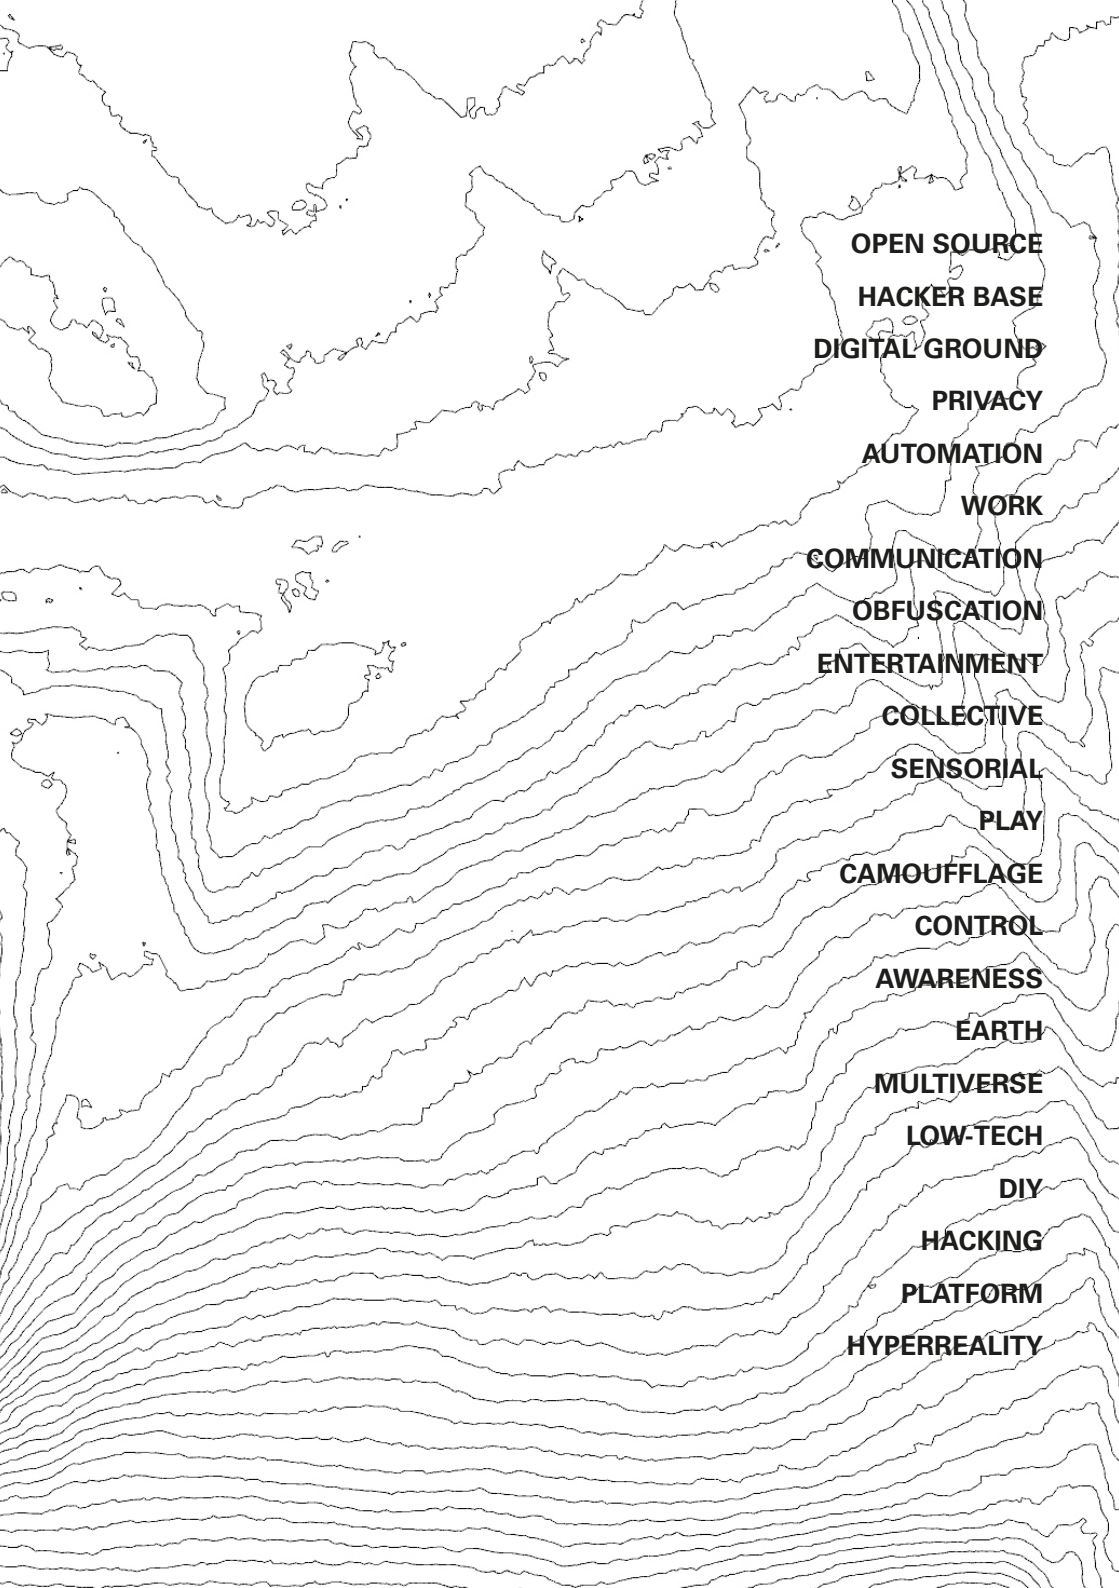 OPEN SOURCE
HACKER BASE
DIGITAL GROUND
PRIVACY
AUTOMATION
WORK
COMMUNICATION
OBFUSCATION
ENTERTAINMENT
COLLECTIVE
SENSORIAL
PLAY
CAMOUFFLAGE
CONTROL
AWARENESS
EARTH
MULTIVERSE
LOW-TECH
DIY
HACKING
PLATFORM
HYPERREALITY